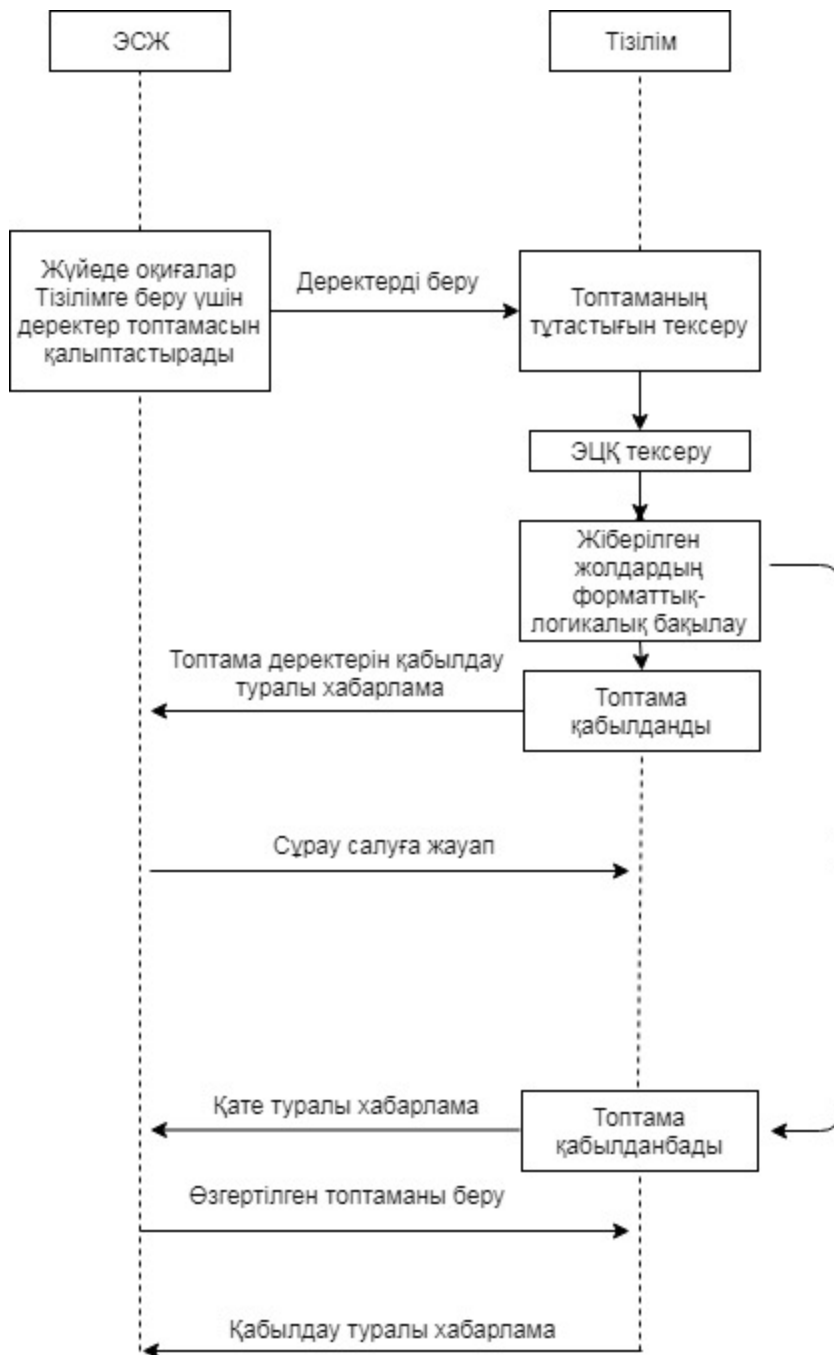 ЭСЖ
Тізілім
Жүйеде оқиғалар
Тізілімге беру үшін
деректер топтамасын
қалыптастырады
Деректерді беру
Топтаманың
тұтастығын тексеру
ЭЦҚ тексеру
Жіберілген
жолдардың
форматтық-
логикалық бақылау
Топтама деректерін қабылдау
туралы хабарлама
Топтама
қабылданды
Сұрау салуға жауап
Қате туралы хабарлама
Топтама
қабылданбады
Өзгертілген топтаманы беру
Қабылдау туралы хабарлама